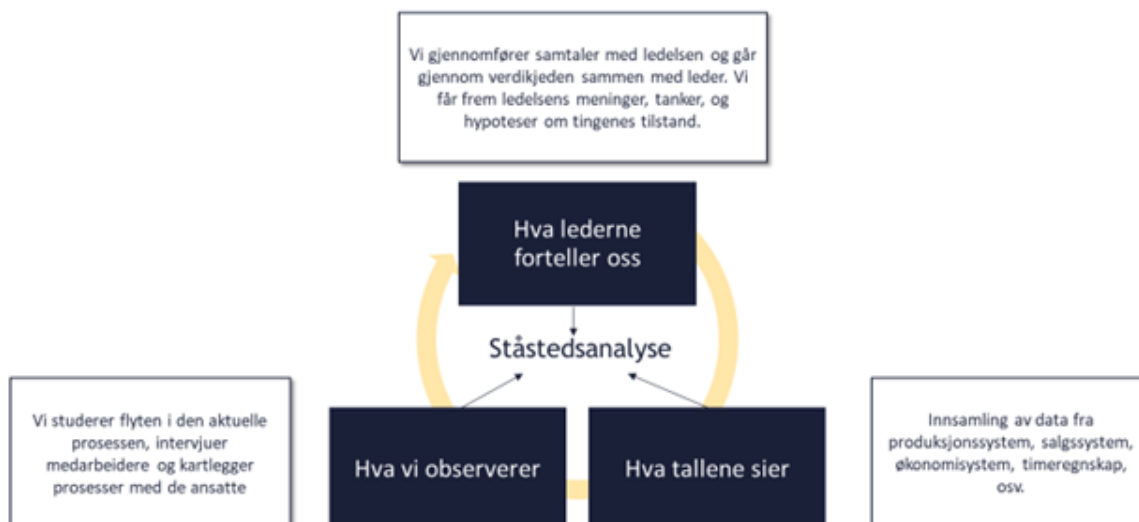 Vi gjennomfører samtaler med ledelsen og går
gjennom verdikjeden sammen med leder. Vi
får frem ledelsens meninger, tanker, og
hypoteser om tingenes tilstand.
Hva lederne
forteller oss
Ståstedsanalyse
Vi studerer flyten i den aktuelle
prosessen, intervjuer
medarbeidere og kartlegger
prosesser med de ansatte
Hva vi observerer
Hva tallene sier
Innsamling av data fra
produksjonssystem, salgssystem,
økonomisystem, timeregnskap,
osv.